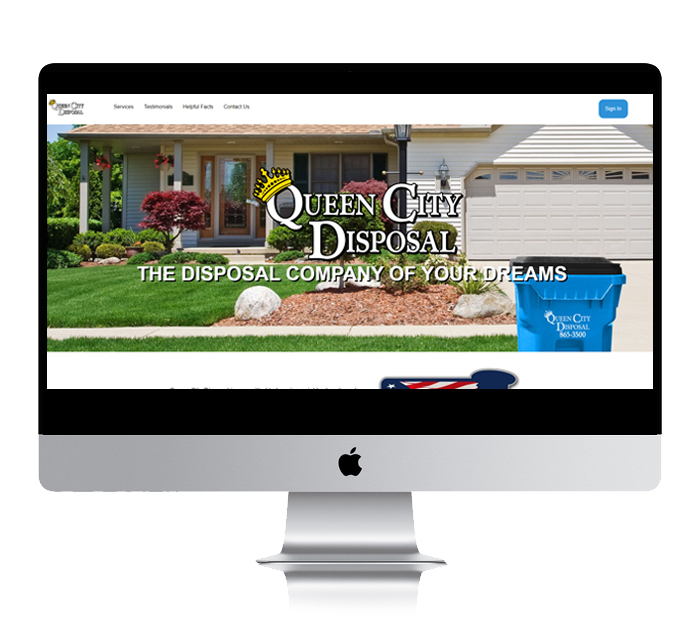 QUEEN CITY
DISPOSAL
Services
Testimonials
Helpful Facts
Contact Us
Sign In
QUEEN CITY
DISPOSAL
THE DISPOSAL COMPANY OF YOUR DREAMS
QUEEN CITY
DISPOSAL
865-3500